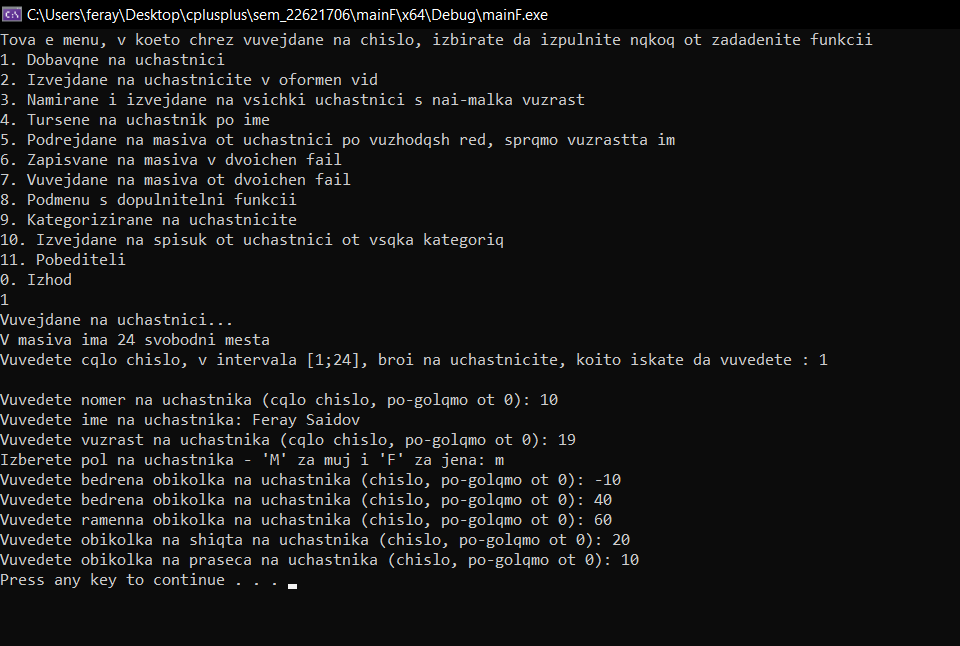 C:\Users\feray\Desktop\cplusplus\sem_22621706\mainF\x64\Debug\mainF.exe
Tova e menu, v koeto chrez vuvejdane na chislo, izbirate da izpulnite nqkoq ot zadadenite funkcii
1. Dobavqne na uchastnici
2. Izvejdane na uchastnicite v oformen vid
3. Namirane i izvejdane na vsichki uchastnici s nai-malka vuzrast
4. Tursene na uchastnik po ime
5. Podrejdane na masiva ot uchastnici po vuzhodqsh red, sprqmo vuzrastta im
6. Zapisvane na masiva v dvoichen fail
7. Vuvejdane na masiva ot dvoichen fail
8. Podmenu s dopulnitelni funkcii
9. Kategorizirane na uchastnicite
10. Izvejdane na spisuk ot uchastnici ot vsqka kategoriq
11. Pobediteli
0. Izhod
1
Vuvejdane na uchastnici...
V masiva ima 24 svobodni mesta
Vuvedete cqlo chislo, v intervala [1;24], broi na uchastnicite, koito iskate da vuvedete : 1
Vuvedete nomer na uchastnika (cqlo chislo, po-golqmo ot 0): 10
Vuvedete ime na uchastnika: Feray Saidov
Vuvedete vuzrast na uchastnika (cqlo chislo, po-golqmo ot 0): 19
Izberete pol na uchastnika - 'M' za muj i 'F' za jena: m
Vuvedete bedrena obikolka na uchastnika (chislo, po-golqmo ot 0): -10
Vuvedete bedrena obikolka na uchastnika (chislo, po-golqmo ot 0): 40
Vuvedete ramenna obikolka na uchastnika (chislo, po-golqmo ot 0): 60
Vuvedete obikolka na shiqta na uchastnika (chislo, po-golqmo ot 0): 20
Vuvedete obikolka na praseca na uchastnika (chislo, po-golqmo ot 0): 10
Press any key to continue . . .